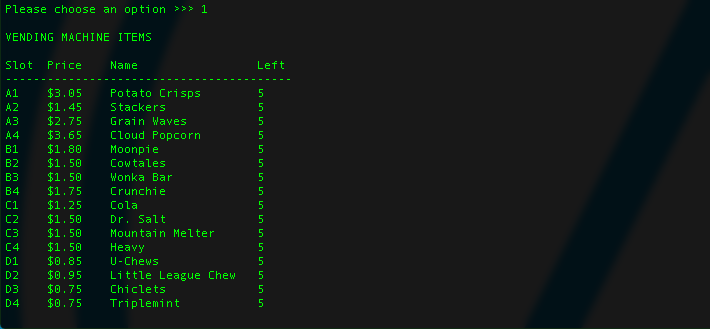 Please choose an option >>> 1
VENDING MACHINE ITEMS
Slot  Price    Name                 Left
-----------------------------------------
A1    $3.05    Potato Crisps        5
A2    $1.45    Stackers             5
A3    $2.75    Grain Waves          5
A4    $3.65    Cloud Popcorn        5
B1    $1.80    Moonpie              5
B2    $1.50    Cowtales             5
B3    $1.50    Wonka Bar            5
B4    $1.75    Crunchie             5
C1    $1.25    Cola                 5
C2    $1.50    Dr. Salt             5
C3    $1.50    Mountain Melter      5
C4    $1.50    Heavy                5
D1    $0.85    U-Chews              5
D2    $0.95    Little League Chew   5
D3    $0.75    Chiclets             5
D4    $0.75    Triplemint           5